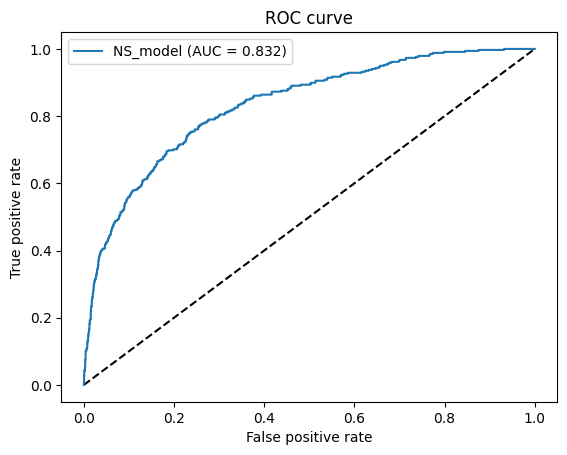 ROC curve
NS_model (AUC = 0.832)
True positive rate
1.0
0.8
0.6
0.4
0.2
0.0
0.0 0.2 0.4 0.6 0.8 1.0
False positive rate